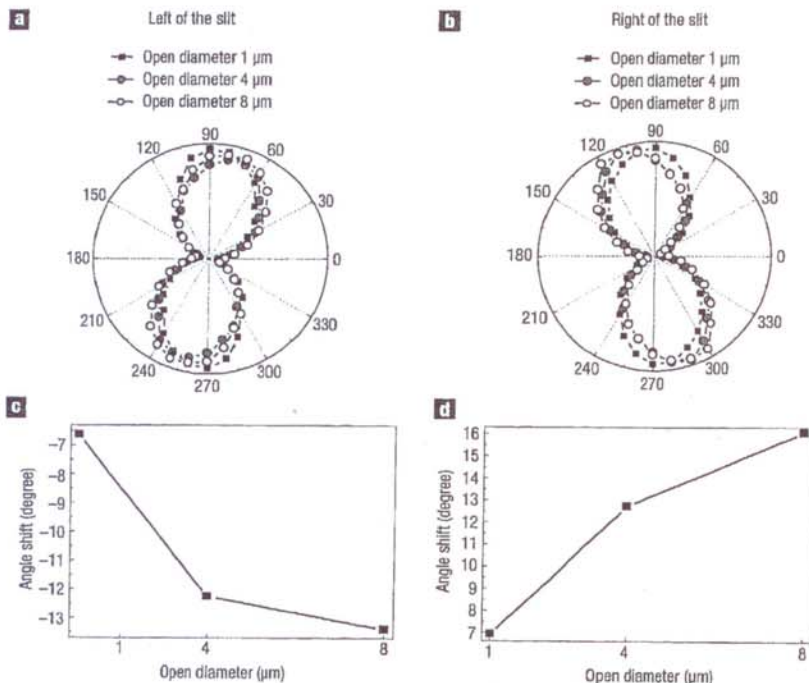 a Left of the slit
Open diameter 1 μm
Open diameter 4 μm
Open diameter 8 μm
90
120 60
150 30
180 0
210 330
240 300
270
b Right of the slit
Open diameter 1 μm
Open diameter 4 μm
Open diameter 8 μm
90
120 60
150 30
180 0
210 330
240 300
270
c
Angle shift (degree)
−7
−8
−9
−10
−11
−12
−13
1 4 8
Open diameter (μm)
d
Angle shift (degree)
16
15
14
13
12
11
10
9
8
7
1 4 8
Open diameter (μm)